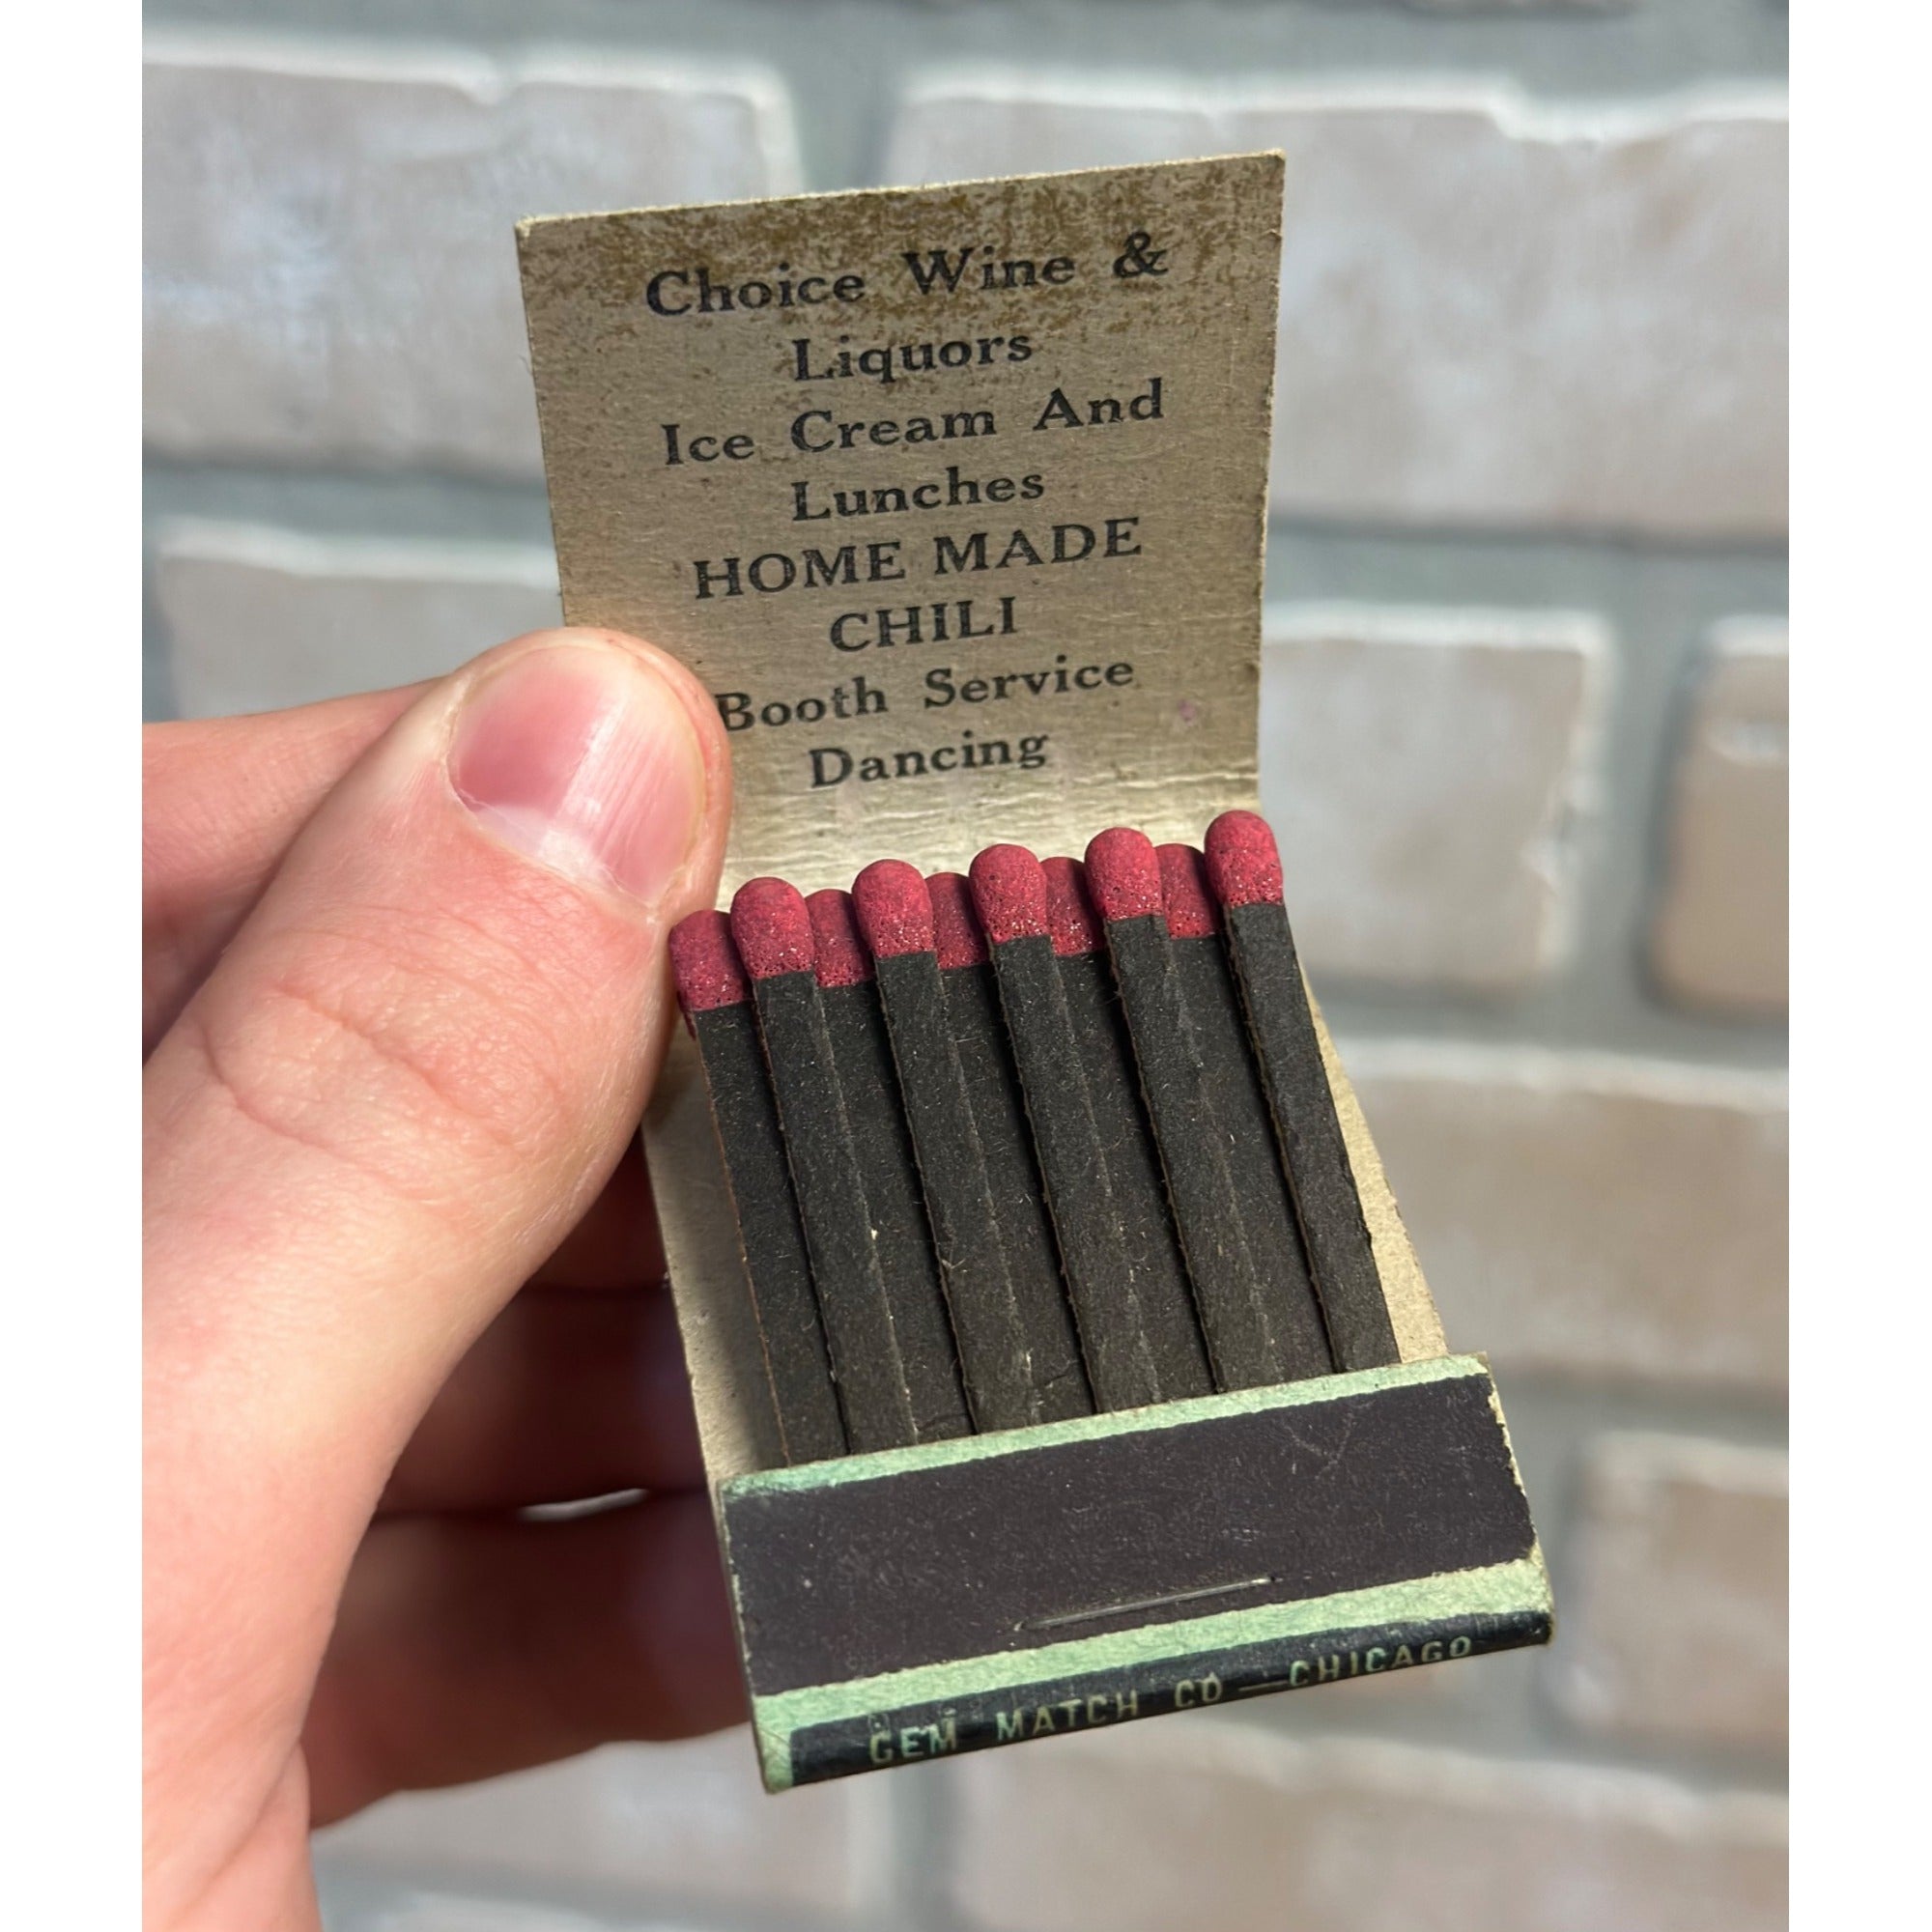 Choice Wine &
Liquors
Ice Cream And
Lunches
HOME MADE
CHILI
Booth Service
Dancing
GEM MATCH CO — CHICAGO